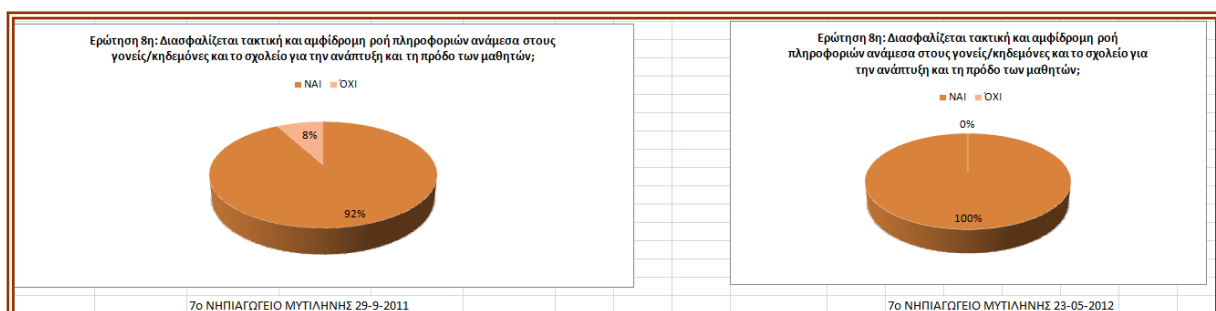 Ερώτηση 8η: Διασφαλίζεται τακτική και αμφίδρομη ροή πληροφοριών ανάμεσα στους
γονείς/κηδεμόνες και το σχολείο για την ανάπτυξη και τη πρόδο των μαθητών;
ΝΑΙ ΌΧΙ
8%
92%
7ο ΝΗΠΙΑΓΩΓΕΙΟ ΜΥΤΙΛΗΝΗΣ 29-9-2011
Ερώτηση 8η: Διασφαλίζεται τακτική και αμφίδρομη ροή
πληροφοριών ανάμεσα στους γονείς/κηδεμόνες και το σχολείο για
την ανάπτυξη και τη πρόδο των μαθητών;
ΝΑΙ ΌΧΙ
0%
100%
7ο ΝΗΠΙΑΓΩΓΕΙΟ ΜΥΤΙΛΗΝΗΣ 23-05-2012